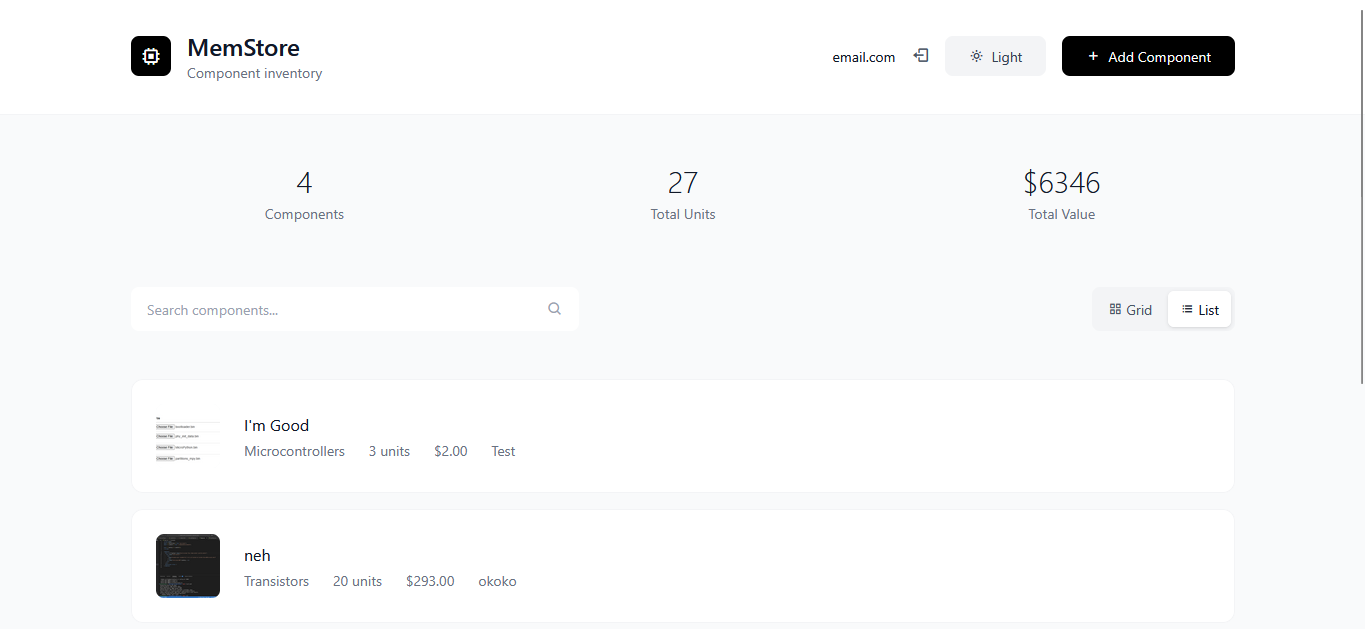 MemStore
Component inventory
email.com
Light
+ Add Component
4
Components
27
Total Units
$6346
Total Value
Search components...
Grid
List
I'm Good
Microcontrollers 3 units $2.00 Test
neh
Transistors 20 units $293.00 okoko